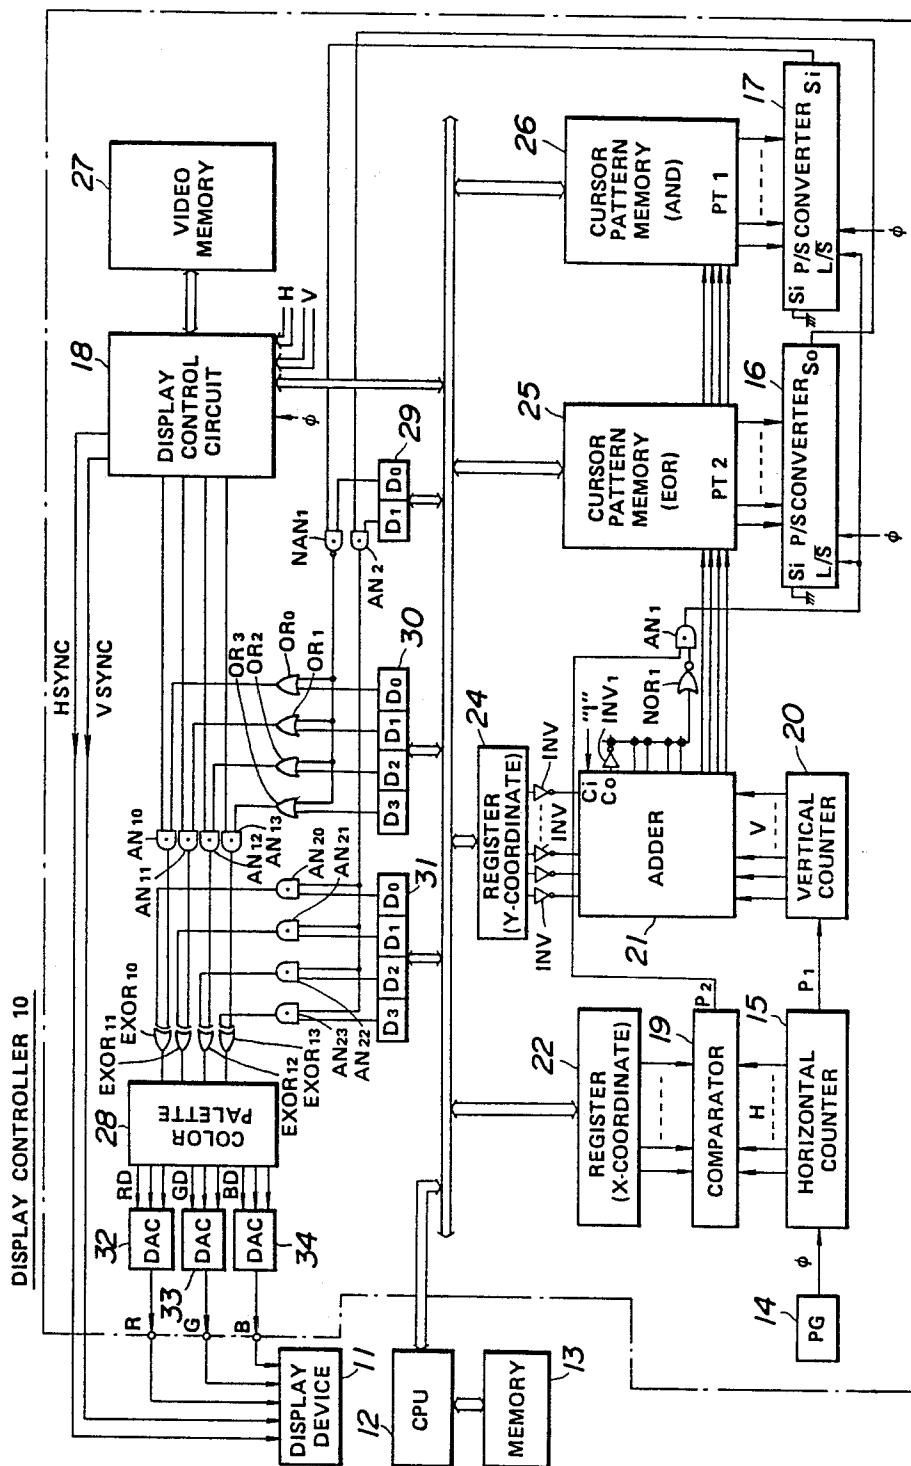 DISPLAY CONTROLLER 10
HSYNC
V SYNC
27
VIDEO
MEMORY
18
DISPLAY
CONTROL
CIRCUIT
H
V
φ
29
D1 D0
NAN1
AN 2
OR3
OR2
OR0
OR1
30
D3 D2 D1 D0
AN10
AN11
AN12
AN13
AN20
AN21
31
D3 D2 D1 D0
AN22
AN23
EXOR10
EXOR11
EXOR12
EXOR13
28
COLOR
PALETTE
RD
GD
BD
32
DAC
33
DAC
34
DAC
R
G
B
DISPLAY
DEVICE
11
12
CPU
MEMORY
13
26
CURSOR
PATTERN
MEMORY
(AND)
PT 1
25
CURSOR
PATTERN
MEMORY
(EOR)
PT 2
17
Si P/S CONVERTER Si
L/S
φ
16
Si P/S CONVERTER So
L/S
φ
24
REGISTER
(Y-COORDINATE)
INV
INV
INV
"1"
Ci
Co
INV1
NOR1
AN1
ADDER
21
V
20
VERTICAL
COUNTER
22
REGISTER
(X-COORDINATE)
P2
19
COMPARATOR
H
15
HORIZONTAL
COUNTER
P1
φ
14
PG